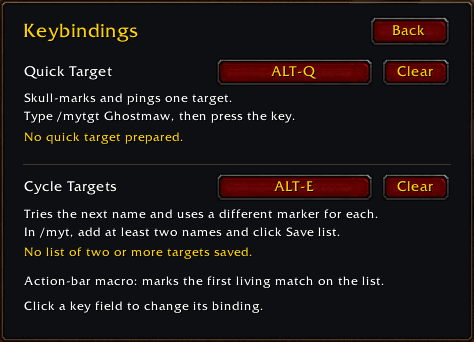 Keybindings Back
Quick Target ALT-Q Clear
Skull-marks and pings one target.
Type /mytgt Ghostmaw, then press the key.
No quick target prepared.
Cycle Targets ALT-E Clear
Tries the next name and uses a different marker for each.
In /myt, add at least two names and click Save list.
No list of two or more targets saved.
Action-bar macro: marks the first living match on the list.
Click a key field to change its binding.